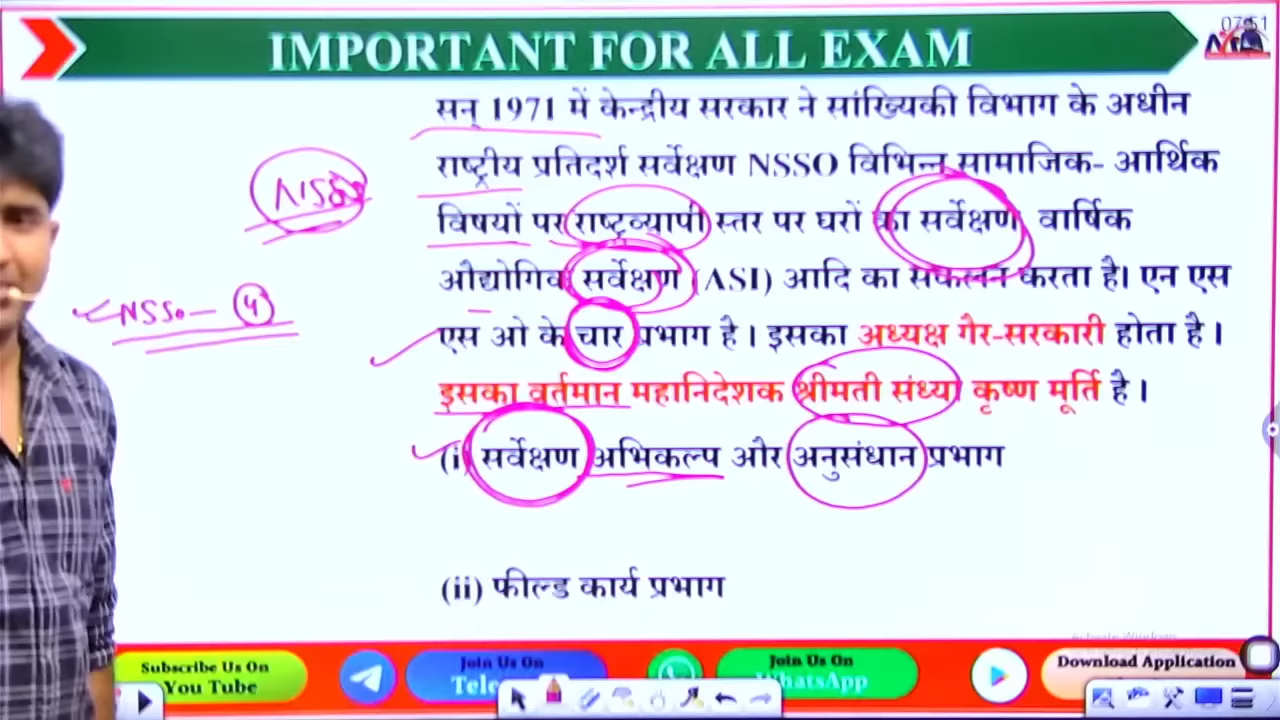 IMPORTANT FOR ALL EXAM
07:51
सन् 1971 में केन्द्रीय सरकार ने सांख्यिकी विभाग के अधीन
राष्ट्रीय प्रतिदर्श सर्वेक्षण NSSO विभिन्न सामाजिक- आर्थिक
विषयों पर राष्ट्रव्यापी स्तर पर घरों का सर्वेक्षण वार्षिक
औद्योगिक सर्वेक्षण (ASI) आदि का संकलन करता है। एन एस
एस ओ के चार प्रभाग है। इसका अध्यक्ष गैर-सरकारी होता है।
इसका वर्तमान महानिदेशक श्रीमती संध्या कृष्ण मूर्ति है।
(i) सर्वेक्षण अभिकल्प और अनुसंधान प्रभाग
(ii) फील्ड कार्य प्रभाग
NSSO
NSSO — 4
Subscribe Us On
You Tube
Join Us On
Tele
Join Us On
WhatsApp
Download Application